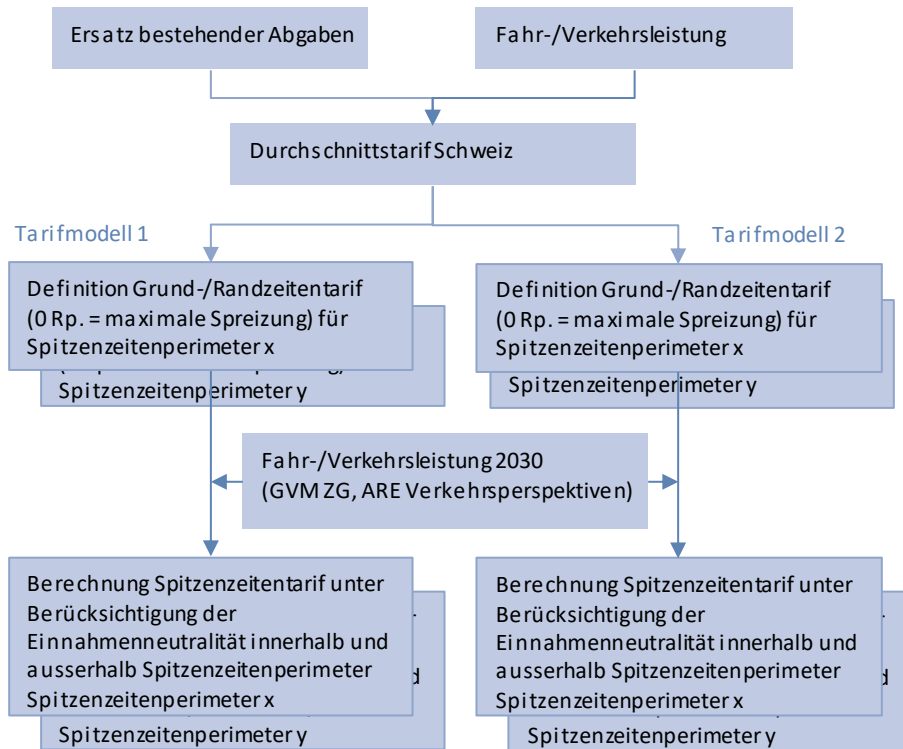 Ersatz bestehender Abgaben
Fahr-/Verkehrsleistung
Durchschnittstarif Schweiz
Tarifmodell 1
Tarifmodell 2
Definition Grund-/Randzeitentarif
(0 Rp. = maximale Spreizung) für
Spitzenzeitenperimeter x
Spitzenzeitenperimeter y
Definition Grund-/Randzeitentarif
(0 Rp. = maximale Spreizung) für
Spitzenzeitenperimeter x
Spitzenzeitenperimeter y
Fahr-/Verkehrsleistung 2030
(GVM ZG, ARE Verkehrsperspektiven)
Berechnung Spitzenzeitentarif unter
Berücksichtigung der
Einnahmenneutralität innerhalb und
ausserhalb Spitzenzeitenperimeter
Spitzenzeitenperimeter x
Spitzenzeitenperimeter y
Berechnung Spitzenzeitentarif unter
Berücksichtigung der
Einnahmenneutralität innerhalb und
ausserhalb Spitzenzeitenperimeter
Spitzenzeitenperimeter x
Spitzenzeitenperimeter y